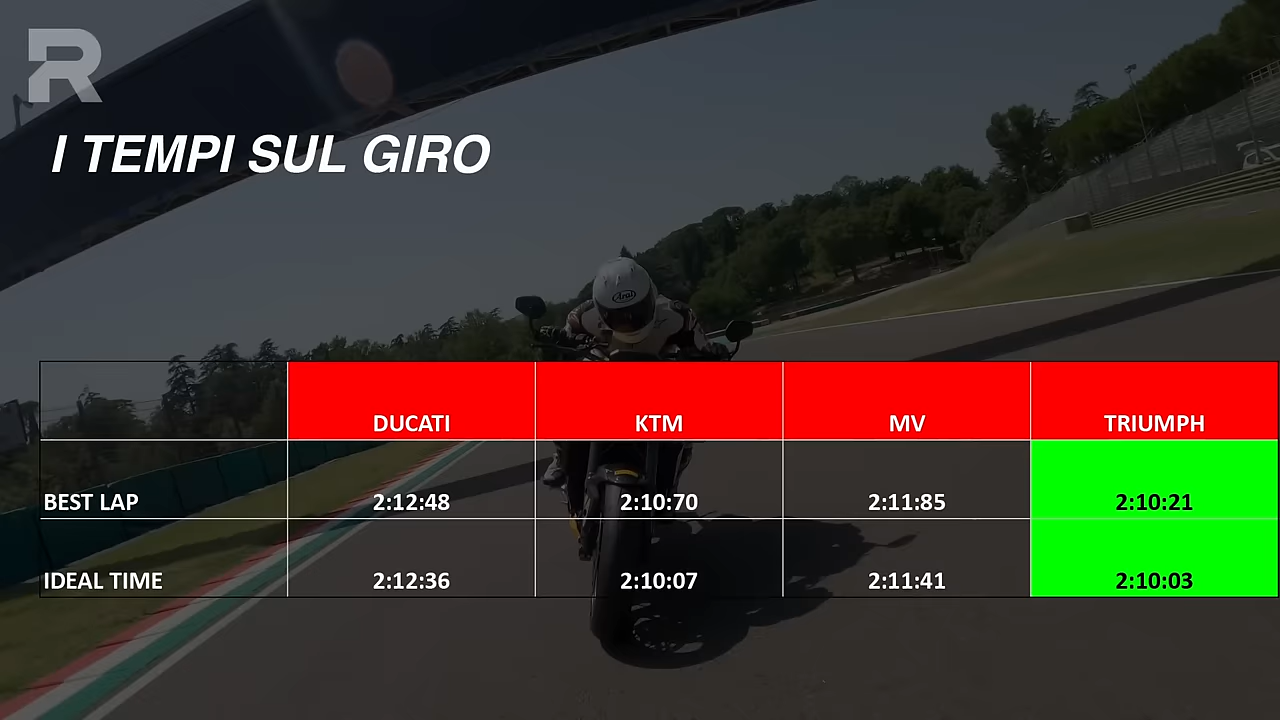 R
I TEMPI SUL GIRO
Arai
DUCATI KTM MV TRIUMPH
BEST LAP 2:12:48 2:10:70 2:11:85 2:10:21
IDEAL TIME 2:12:36 2:10:07 2:11:41 2:10:03